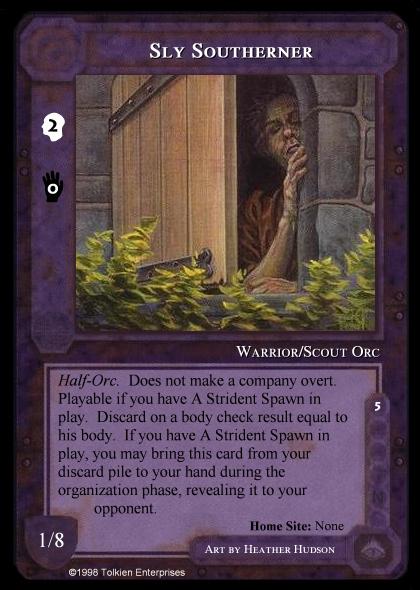 Sly Southerner
2
0
Warrior/Scout Orc
Half-Orc. Does not make a company overt.
Playable if you have A Strident Spawn in
play. Discard on a body check result equal to
his body. If you have A Strident Spawn in
play, you may bring this card from your
discard pile to your hand during the
organization phase, revealing it to your
opponent.
5
Home Site: None
1/8
Art by Heather Hudson
©1998 Tolkien Enterprises